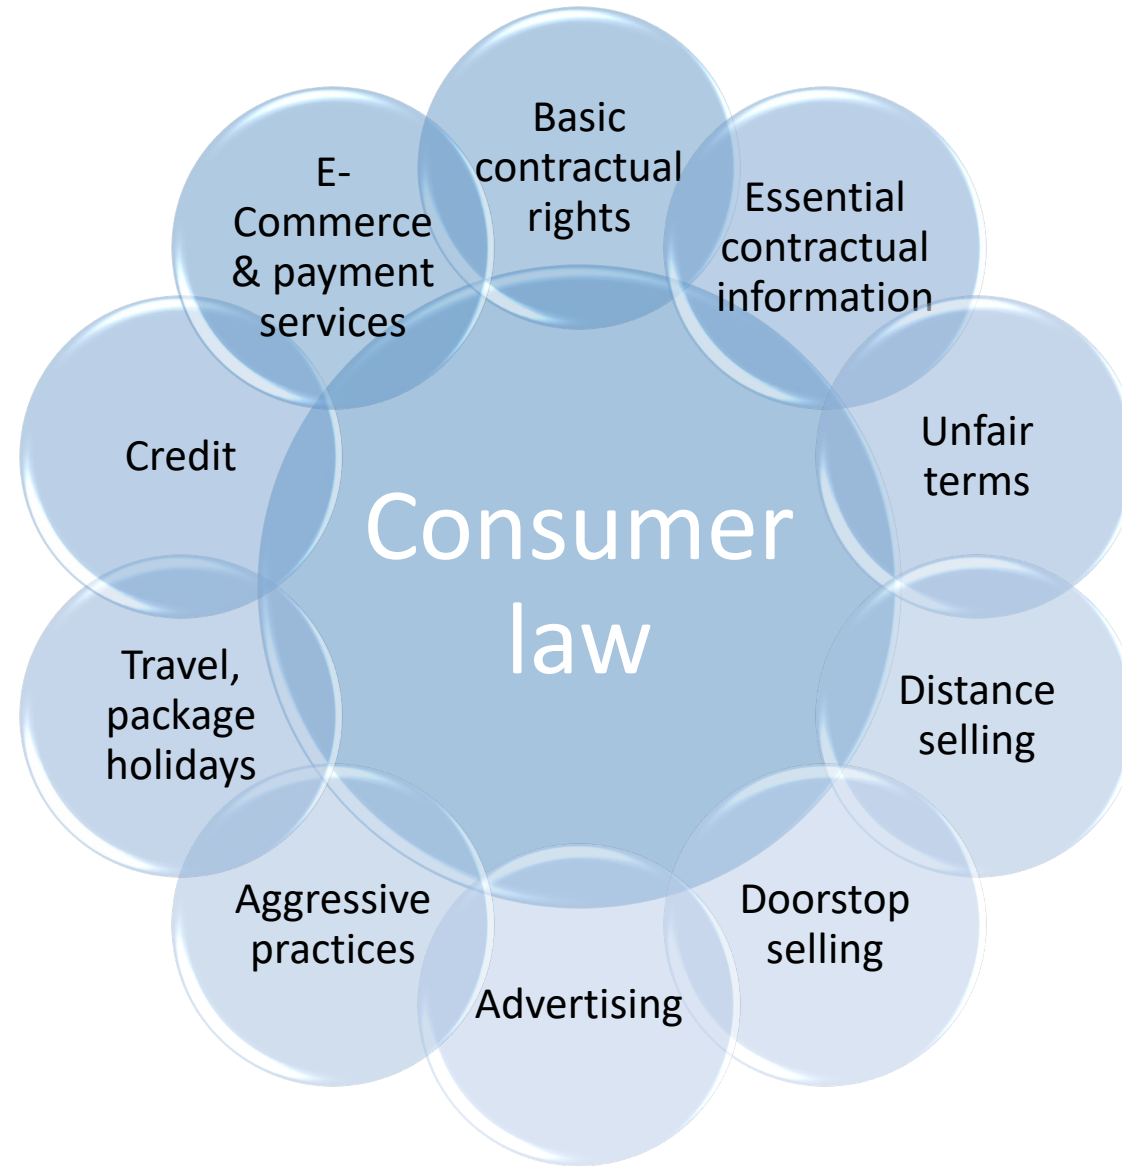 Basic
contractual
rights
Essential
contractual
information
Unfair
terms
Distance
selling
Doorstop
selling
Advertising
Aggressive
practices
Travel,
package
holidays
Credit
E-
Commerce
& payment
services
Consumer
law